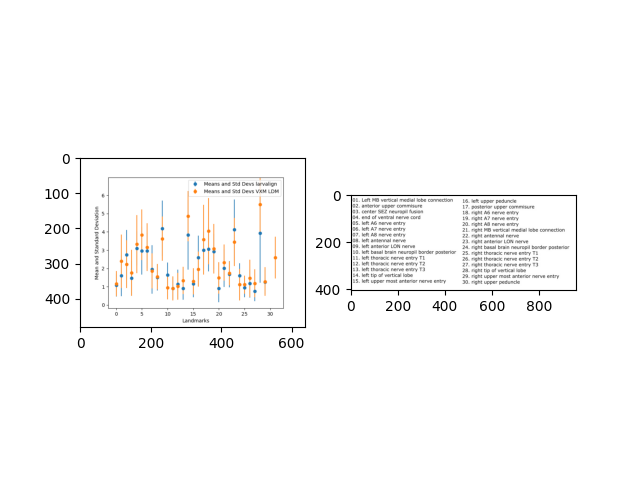 0
100
200
300
400
0
200
400
600
Means and Std Devs larvalign
Means and Std Devs VXM LDM
Mean and Standard Deviation
6
5
4
3
2
1
0
0
5
10
15
20
25
30
Landmarks
0
200
400
0
200
400
600
800
01. Left MB vertical medial lobe connection
02. anterior upper commisure
03. center SEZ neuropil fusion
04. end of ventral nerve cord
05. left A6 nerve entry
06. left A7 nerve entry
07. left A8 nerve entry
08. left antennal nerve
09. left anterior LON nerve
10. left basal brain neuropil border posterior
11. left thoracic nerve entry T1
12. left thoracic nerve entry T2
13. left thoracic nerve entry T3
14. left tip of vertical lobe
15. left upper most anterior nerve entry
16. left upper peduncle
17. posterior upper commisure
18. right A6 nerve entry
19. right A7 nerve entry
20. right A8 nerve entry
21. right MB vertical medial lobe connection
22. right antennal nerve
23. right anterior LON nerve
24. right basal brain neuropil border posterior
25. right thoracic nerve entry T1
26. right thoracic nerve entry T2
27. right thoracic nerve entry T3
28. right tip of vertical lobe
29. right upper most anterior nerve entry
30. right upper peduncle